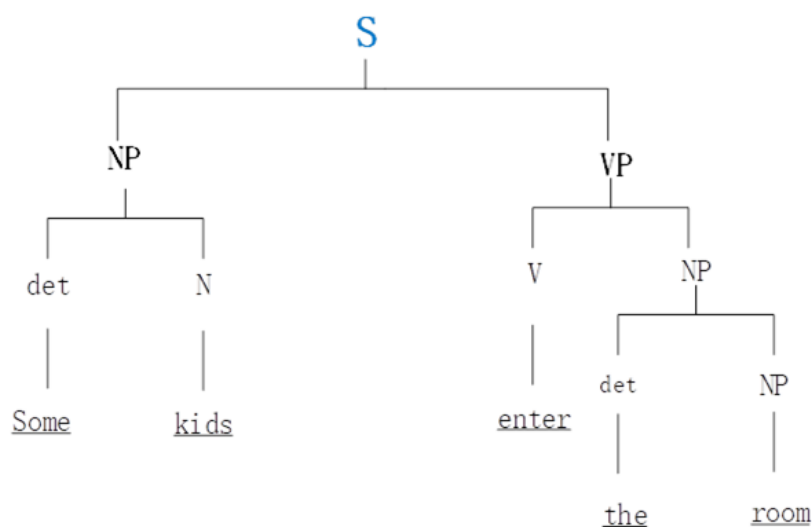 S
NP VP
det N V NP
Some kids enter det NP
the room